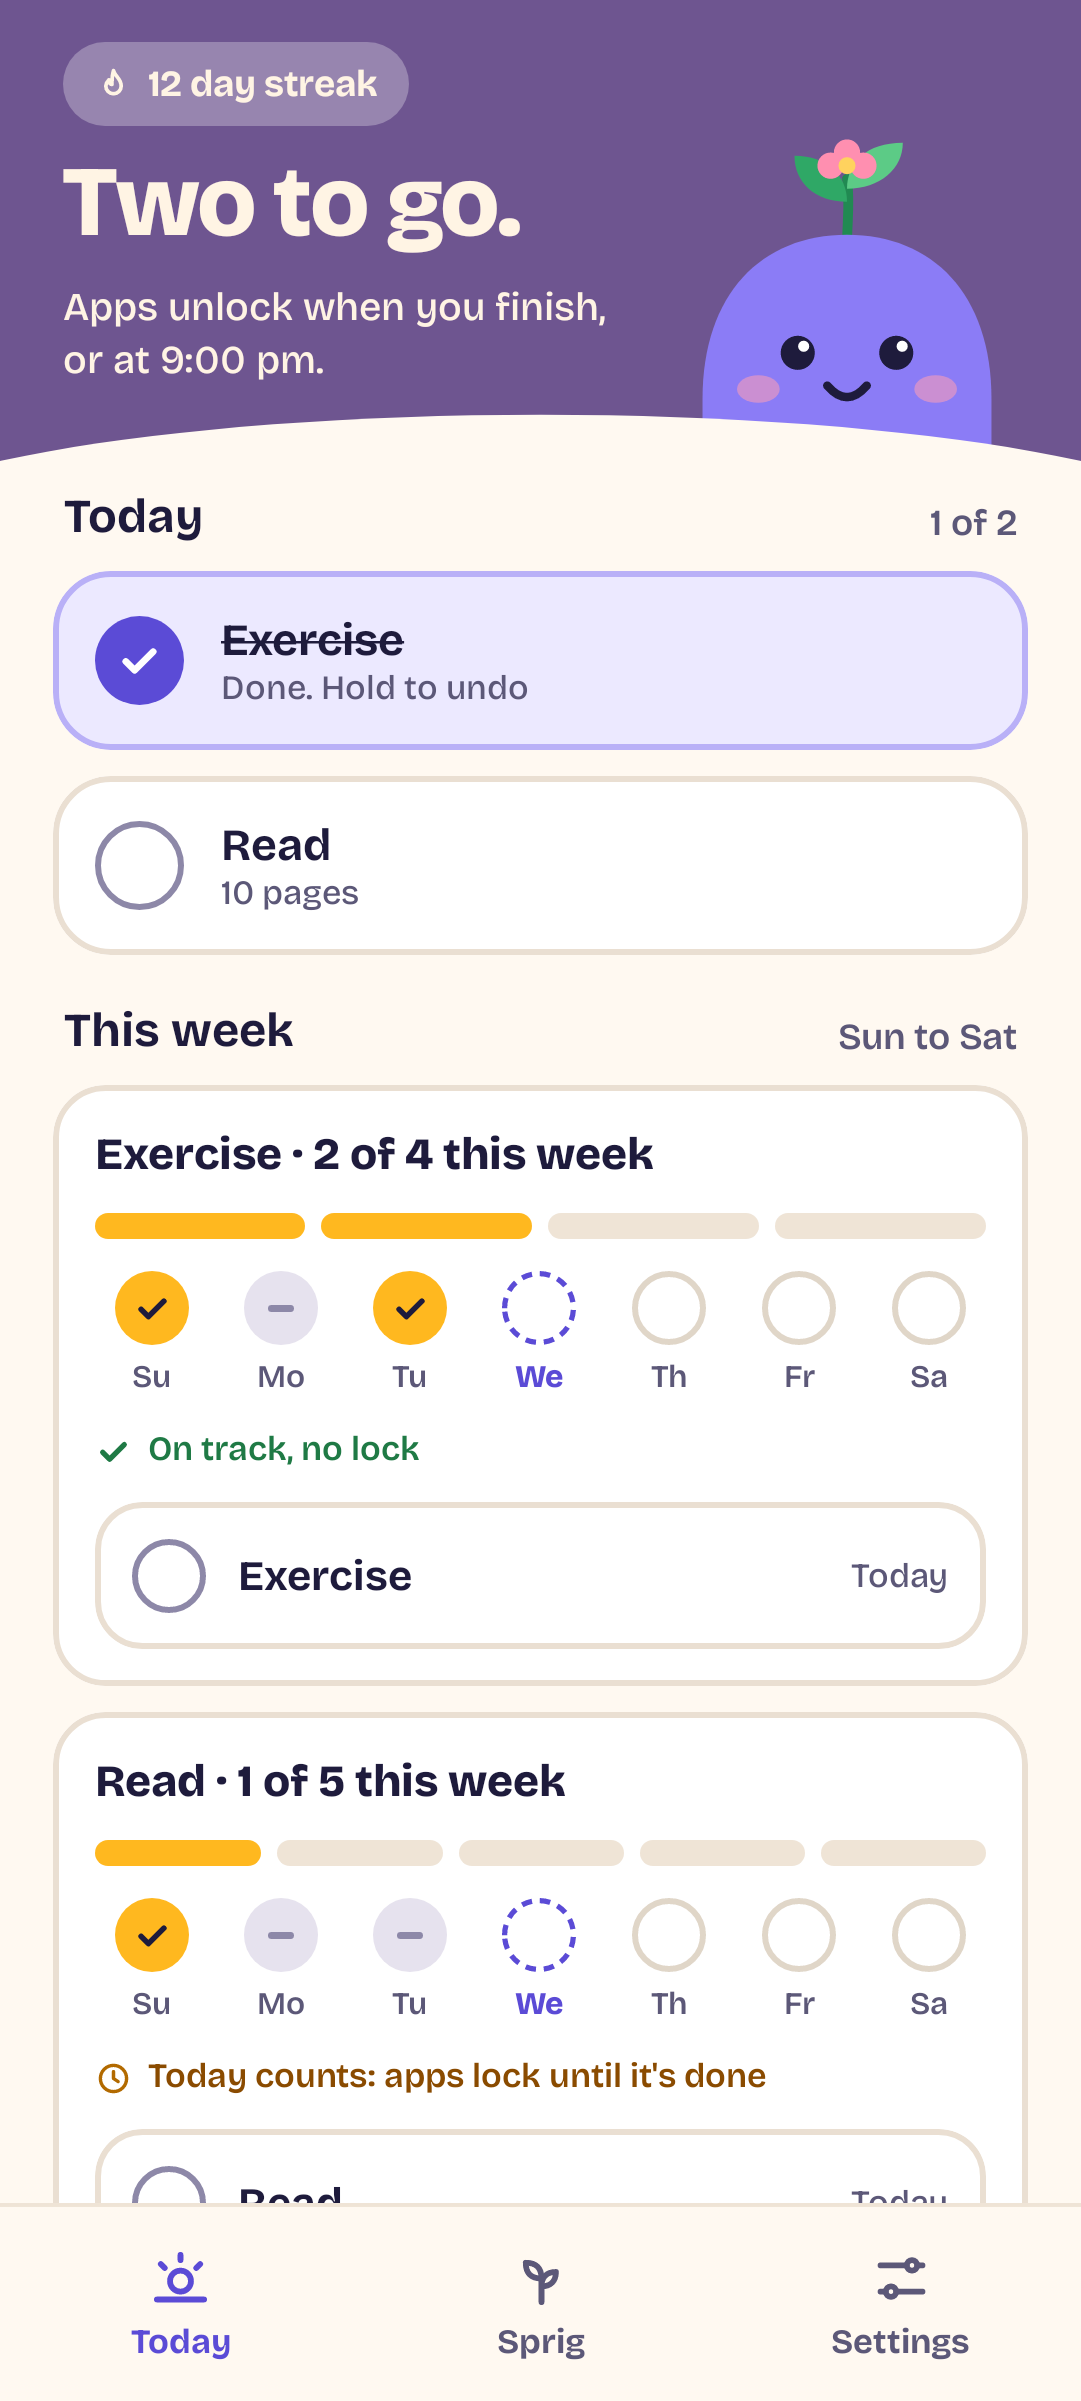 12 day streak
Two to go.
Apps unlock when you finish,
or at 9:00 pm.
Today
1 of 2
Exercise
Done. Hold to undo
Read
10 pages
This week
Sun to Sat
Exercise · 2 of 4 this week
Su Mo Tu We Th Fr Sa
On track, no lock
Exercise
Today
Read · 1 of 5 this week
Su Mo Tu We Th Fr Sa
Today counts: apps lock until it's done
Read
Today
Today
Sprig
Settings